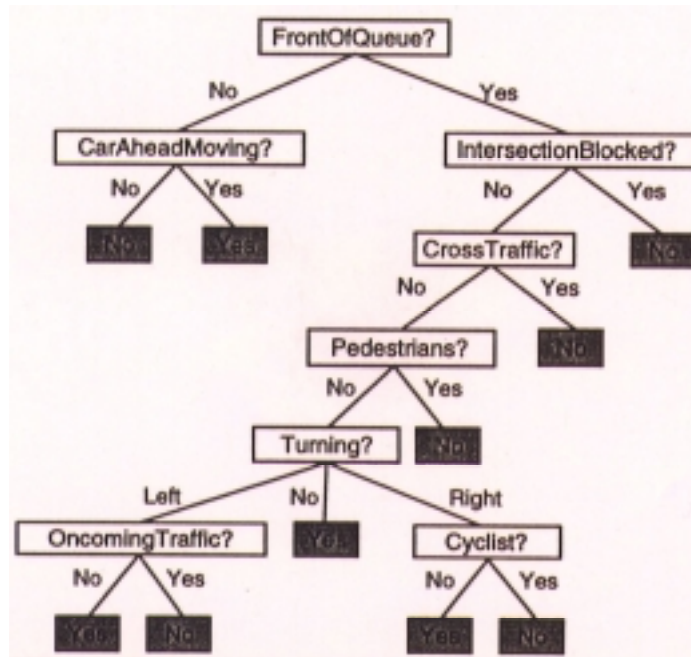 FrontOfQueue?
No Yes
CarAheadMoving? IntersectionBlocked?
No Yes No Yes
No Yes CrossTraffic? No
No Yes
Pedestrians? No
No Yes
Turning? No
Left No Right
OncomingTraffic? Yes Cyclist?
No Yes No Yes
Yes No Yes No